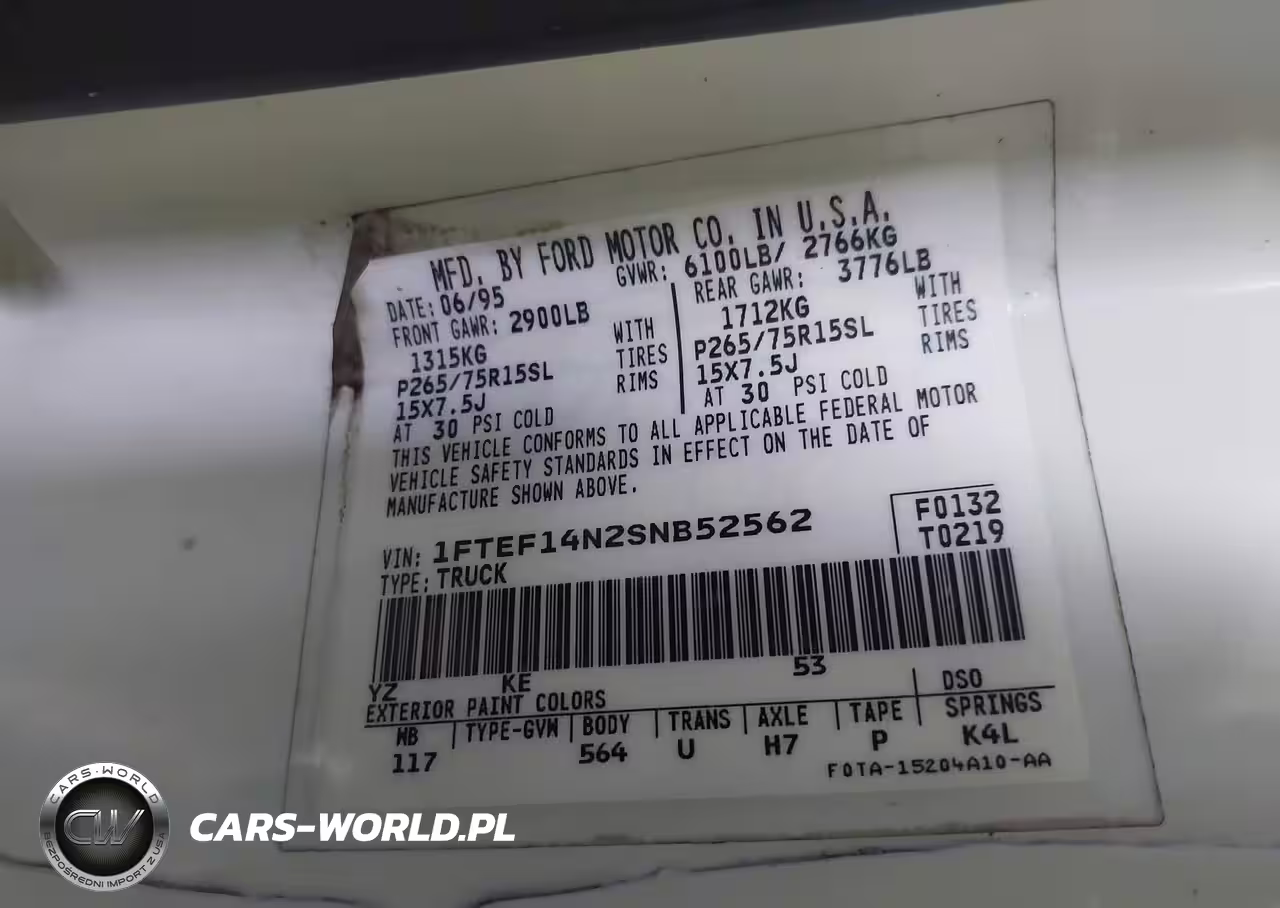 MFD. BY FORD MOTOR CO. IN U.S.A.
DATE: 06/95 GVWR: 6100LB/ 2766KG
FRONT GAWR: 2900LB REAR GAWR: 3776LB
1315KG WITH 1712KG WITH
P265/75R15SL TIRES P265/75R15SL TIRES
15X7.5J RIMS 15X7.5J RIMS
AT 30 PSI COLD AT 30 PSI COLD
THIS VEHICLE CONFORMS TO ALL APPLICABLE FEDERAL MOTOR
VEHICLE SAFETY STANDARDS IN EFFECT ON THE DATE OF
MANUFACTURE SHOWN ABOVE.
VIN: 1FTEF14N2SNB52562 F0132
TYPE: TRUCK T0219
53
YZ KE
EXTERIOR PAINT COLORS DSO
WB TYPE-GVW BODY TRANS AXLE TAPE SPRINGS
117 564 U H7 P K4L
F0TA-15204A10-AA
CARS-WORLD
CW
BEZPOŚREDNI IMPORT Z USA
CARS-WORLD.PL